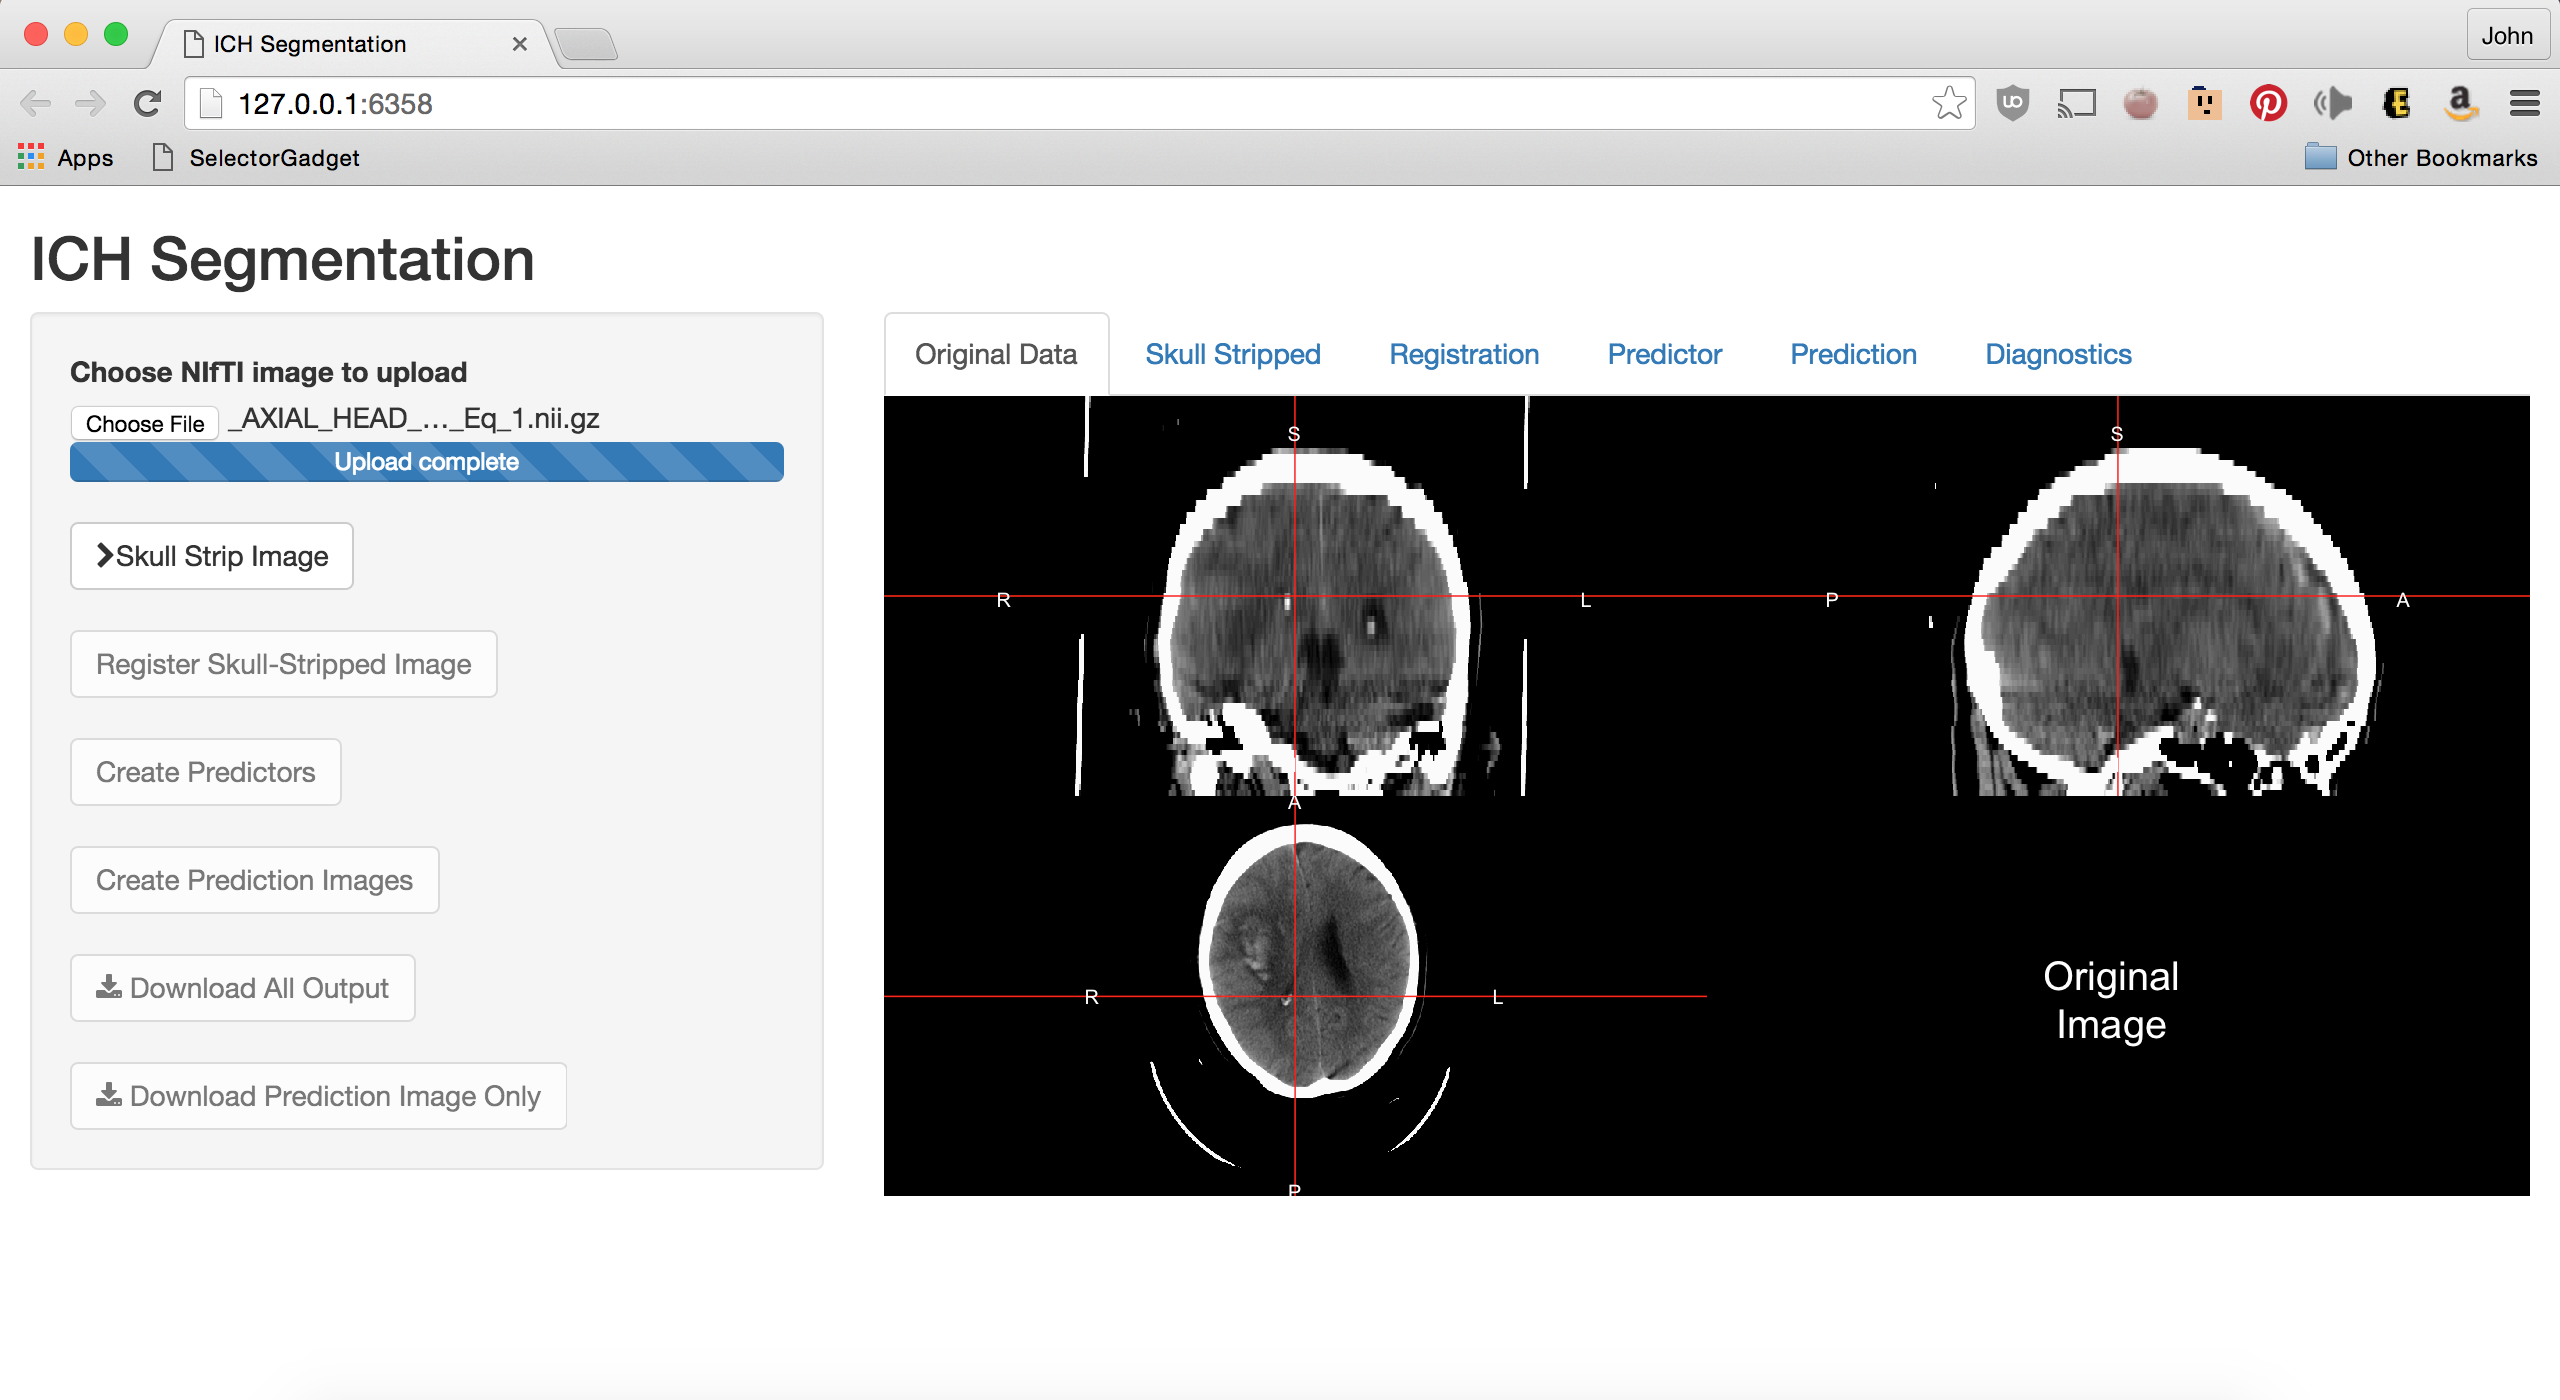 ICH Segmentation
John
127.0.0.1:6358
Apps
SelectorGadget
Other Bookmarks
ICH Segmentation
Choose NIfTI image to upload
Choose File _AXIAL_HEAD_..._Eq_1.nii.gz
Upload complete
Skull Strip Image
Register Skull-Stripped Image
Create Predictors
Create Prediction Images
Download All Output
Download Prediction Image Only
Original Data
Skull Stripped
Registration
Predictor
Prediction
Diagnostics
S
R
L
S
P
A
A
R
L
P
Original
Image